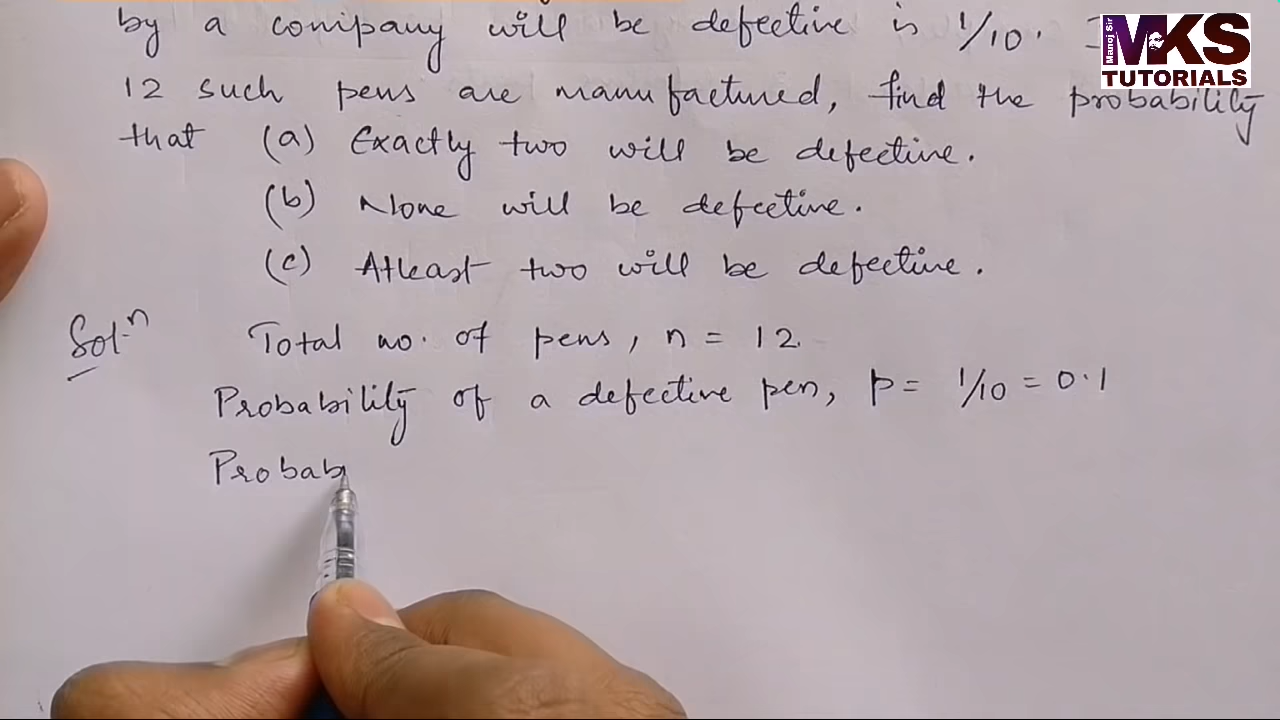 by a company will be defective is 1/10.
12 such pens are manufactured, find the probability
that (a) Exactly two will be defective.
(b) None will be defective.
(c) Atleast two will be defective.
Solⁿ Total no. of pens, n = 12
Probability of a defective pen, p = 1/10 = 0.1
Probab
Manoj Sir
MKS
TUTORIALS